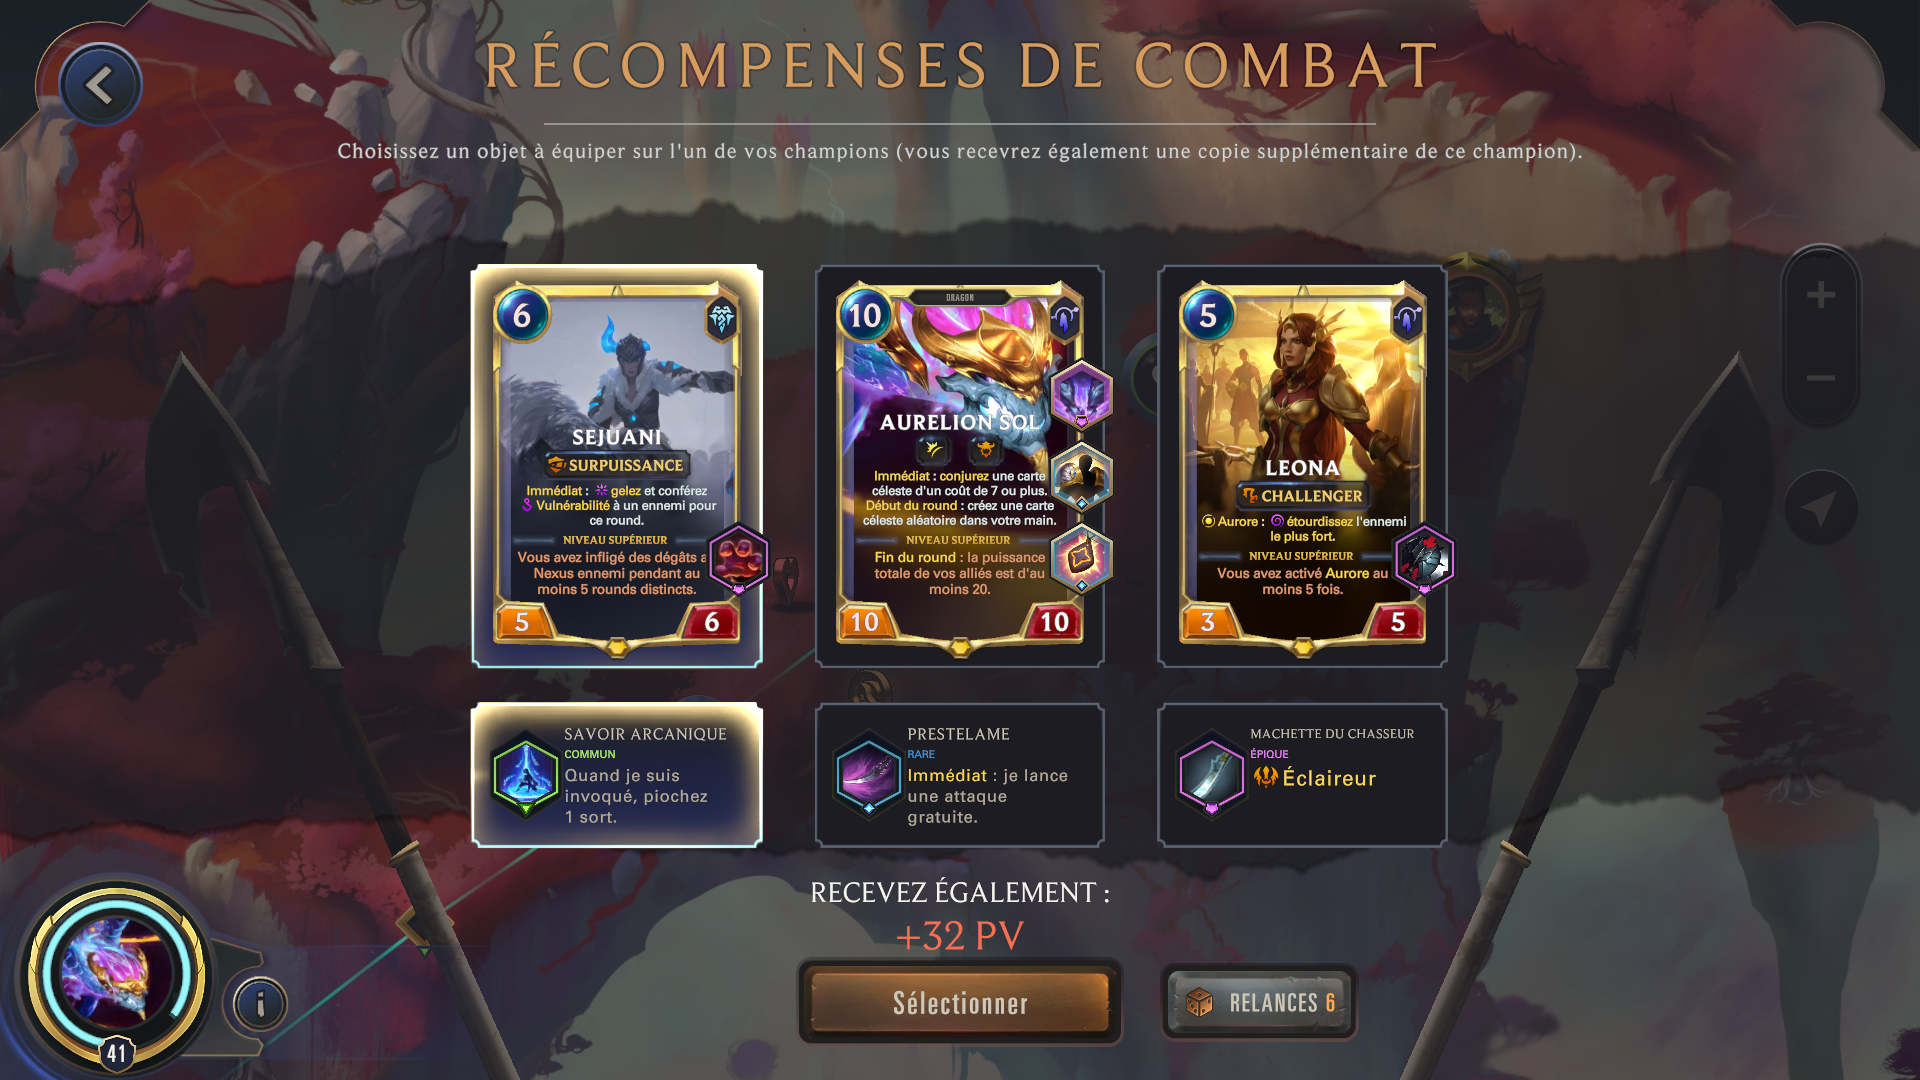 RÉCOMPENSES DE COMBAT
Choisissez un objet à équiper sur l'un de vos champions (vous recevrez également une copie supplémentaire de ce champion).
6
SEJUANI
SURPUISSANCE
Immédiat : gelez et conférez
Vulnérabilité à un ennemi pour
ce round.
NIVEAU SUPÉRIEUR
Vous avez infligé des dégâts a
Nexus ennemi pendant au
moins 5 rounds distincts.
5
6
10
DRAGON
AURELION SOL
Immédiat : conjurez une carte
céleste d'un coût de 7 ou plus.
Début du round : créez une carte
céleste aléatoire dans votre main.
NIVEAU SUPÉRIEUR
Fin du round : la puissance
totale de vos alliés est d'au
moins 20.
10
10
5
LEONA
CHALLENGER
Aurore : étourdissez l'ennemi
le plus fort.
NIVEAU SUPÉRIEUR
Vous avez activé Aurore au
moins 5 fois.
3
5
SAVOIR ARCANIQUE
COMMUN
Quand je suis
invoqué, piochez
1 sort.
PRESTELAME
RARE
Immédiat : je lance
une attaque
gratuite.
MACHETTE DU CHASSEUR
ÉPIQUE
Éclaireur
RECEVEZ ÉGALEMENT :
+32 PV
Sélectionner
RELANCES 6
41